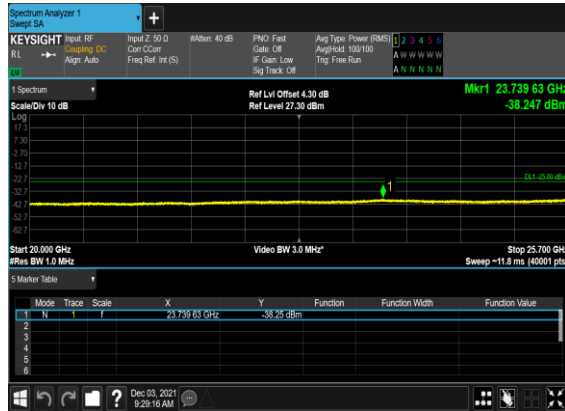 Spectrum Analyzer 1
Swept SA
KEYSIGHT Input: RF Input Z: 50 Ω #Atten: 40 dB PNO: Fast Avg Type: Power (RMS) 1 2 3 4 5 6
RL Coupling: DC Corr CCorr Gate: Off Avg|Hold: 100/100 A W W W W W
Align: Auto Freq Ref: Int (S) IF Gain: Low Trig: Free Run
Sig Track: Off A N N N N N
1 Spectrum Ref Lvl Offset 4.30 dB Mkr1 23.739 63 GHz
Scale/Div 10 dB Ref Level 27.30 dBm -38.247 dBm
Log
17.3
7.30
-2.70
-12.7
-22.7 DL1 -25.00 dBm
-32.7 1
-42.7
-52.7
-62.7
Start 20.000 GHz Video BW 3.0 MHz* Stop 25.700 GHz
#Res BW 1.0 MHz Sweep ~11.8 ms (40001 pts)
5 Marker Table
Mode Trace Scale X Y Function Function Width Function Value
1 N 1 f 23.739 63 GHz -38.25 dBm
2
3
4
5
6
? Dec 03, 2021
9:29:16 AM